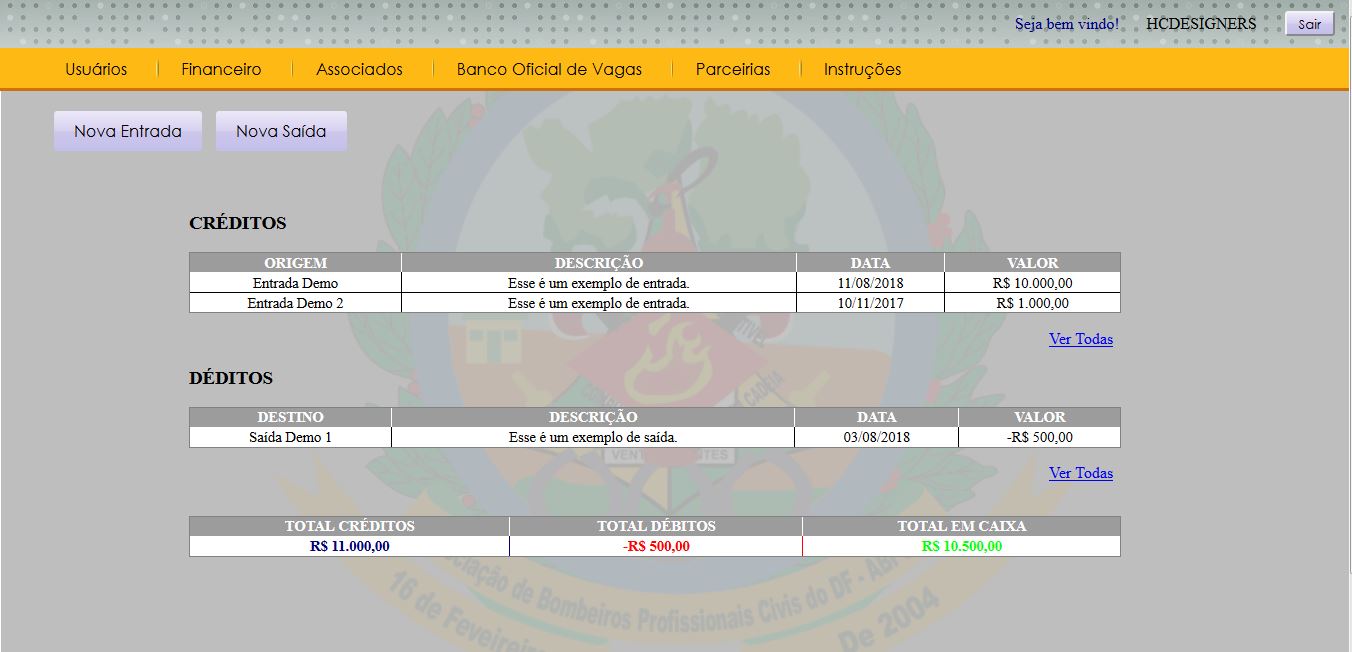 Seja bem vindo! HCDESIGNERS Sair
Usuários Financeiro Associados Banco Oficial de Vagas Parceirias Instruções
Nova Entrada Nova Saída
CRÉDITOS
ORIGEM DESCRIÇÃO DATA VALOR
Entrada Demo Esse é um exemplo de entrada. 11/08/2018 R$ 10.000,00
Entrada Demo 2 Esse é um exemplo de entrada. 10/11/2017 R$ 1.000,00
Ver Todas
DÉDITOS
DESTINO DESCRIÇÃO DATA VALOR
Saída Demo 1 Esse é um exemplo de saída. 03/08/2018 -R$ 500,00
Ver Todas
TOTAL CRÉDITOS TOTAL DÉBITOS TOTAL EM CAIXA
R$ 11.000,00 -R$ 500,00 R$ 10.500,00
CADEIA
de Bombeiros Profissionais Civis do DF -
16 de Feveireiro De 2004